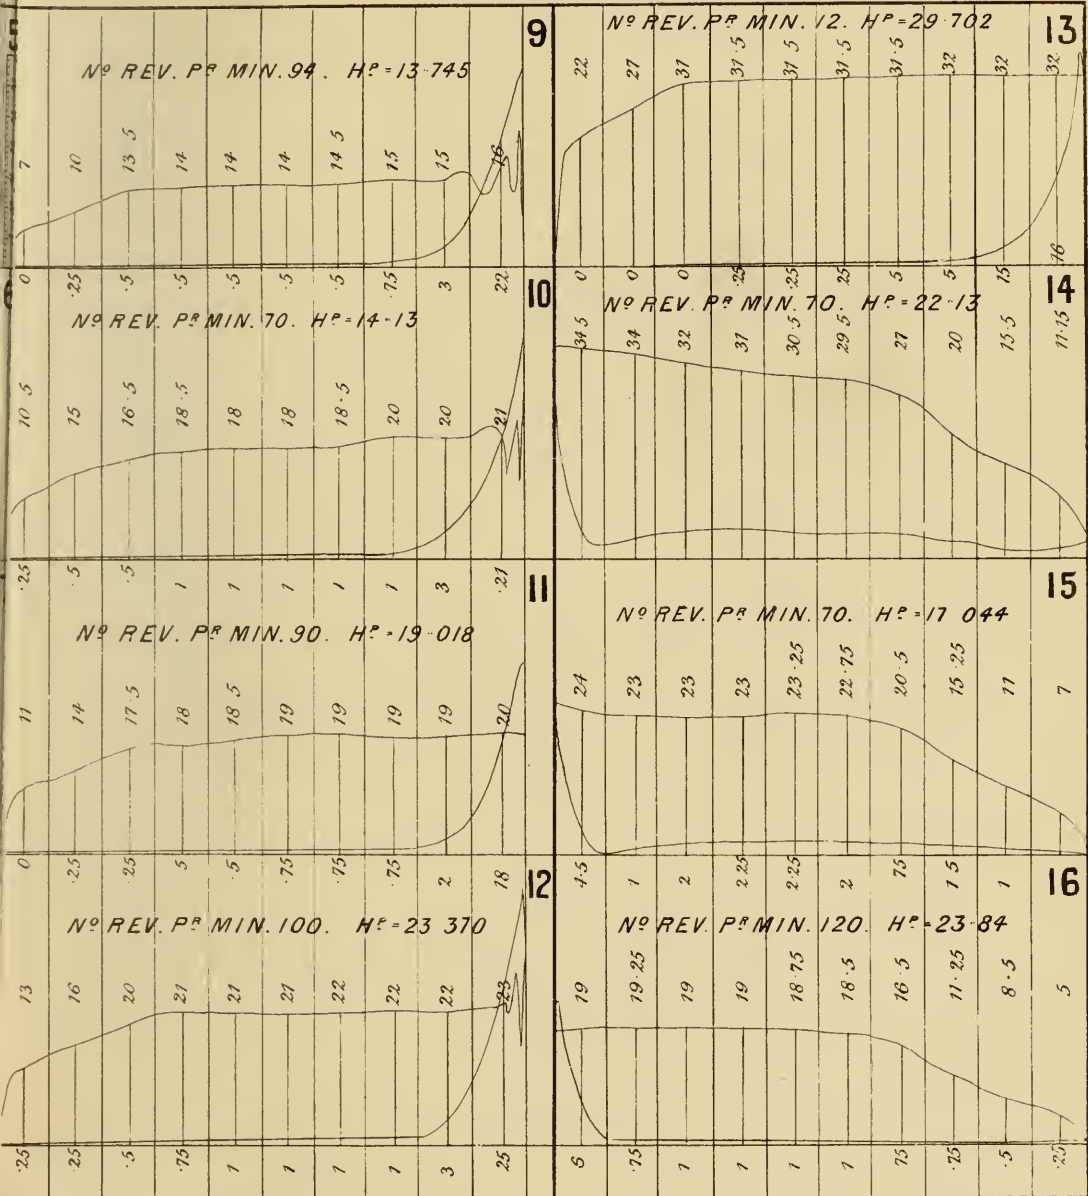 9
Nº REV. Pᴿ MIN. 94. Hᴾ = 13·745
7 10 13 5 14 14 14 14 5 15 15 16
0 ·25 ·5 ·5 ·5 ·5 ·5 ·75 3 22
10
Nº REV. Pᴿ MIN. 70. Hᴾ = 14·13
10 5 15 16·5 18·5 18 18 18·5 20 20 21
·25 ·5 ·5 1 1 1 1 1 3 ·21
11
Nº REV. Pᴿ MIN. 90. Hᴾ = 19·018
11 14 17·5 18 18·5 19 19 19 19 20
0 ·25 ·25 5 ·5 ·75 ·75 ·75 2 18
12
Nº REV. Pᴿ MIN. 100. Hᴾ = 23 370
13 16 20 21 21 21 22 22 22 23
·25 ·25 ·5 ·75 1 1 1 1 3 25
13
Nº REV. Pᴿ MIN. 12. Hᴾ = 29·702
22 27 31 31·5 31·5 31·5 31·5 32 32 32
0 0 0 ·25 ·25 25 5 5 75 16
14
Nº REV. Pᴿ MIN. 70. Hᴾ = 22·13
34 5 34 32 31 30·5 29·5 27 20 15·5 11·15
15
Nº REV. Pᴿ MIN. 70. Hᴾ = 17 044
24 23 23 23 23·25 22·75 20·5 15·25 11 7
4·5 1 2 2 25 2·25 2 75 1 5 1
16
Nº REV. Pᴿ MIN. 120. Hᴾ = 23·84
19 19·25 19 19 18·75 18·5 16·5 11·25 8·5 5
6 ·75 1 1 1 1 75 ·75 ·5 ·25